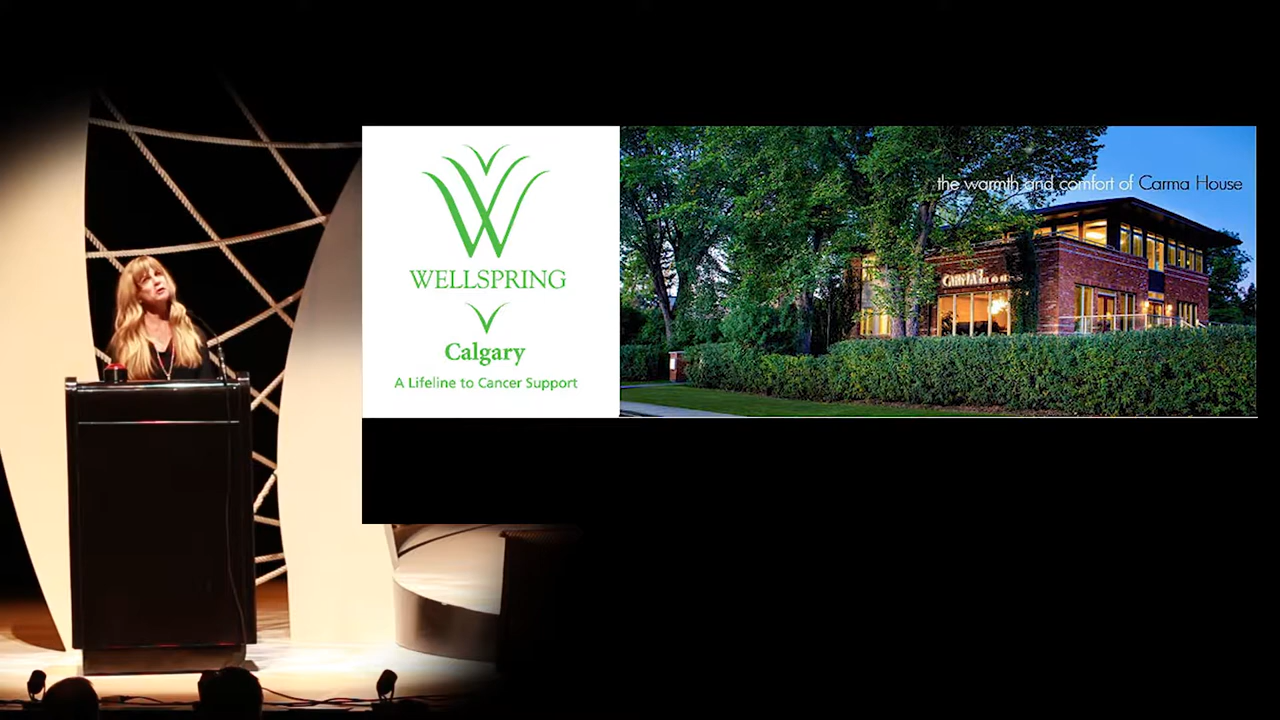 WELLSPRING
Calgary
A Lifeline to Cancer Support
the warmth and comfort of Carma House